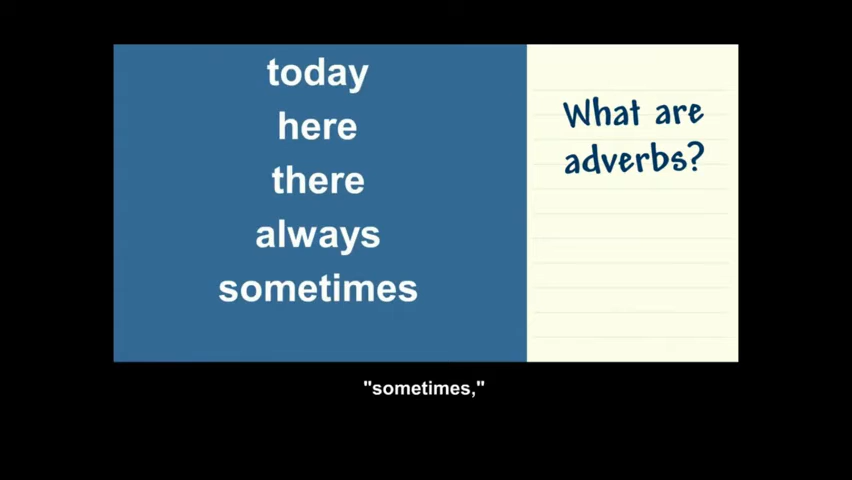 today
here
there
always
sometimes
What are
adverbs?
"sometimes,"